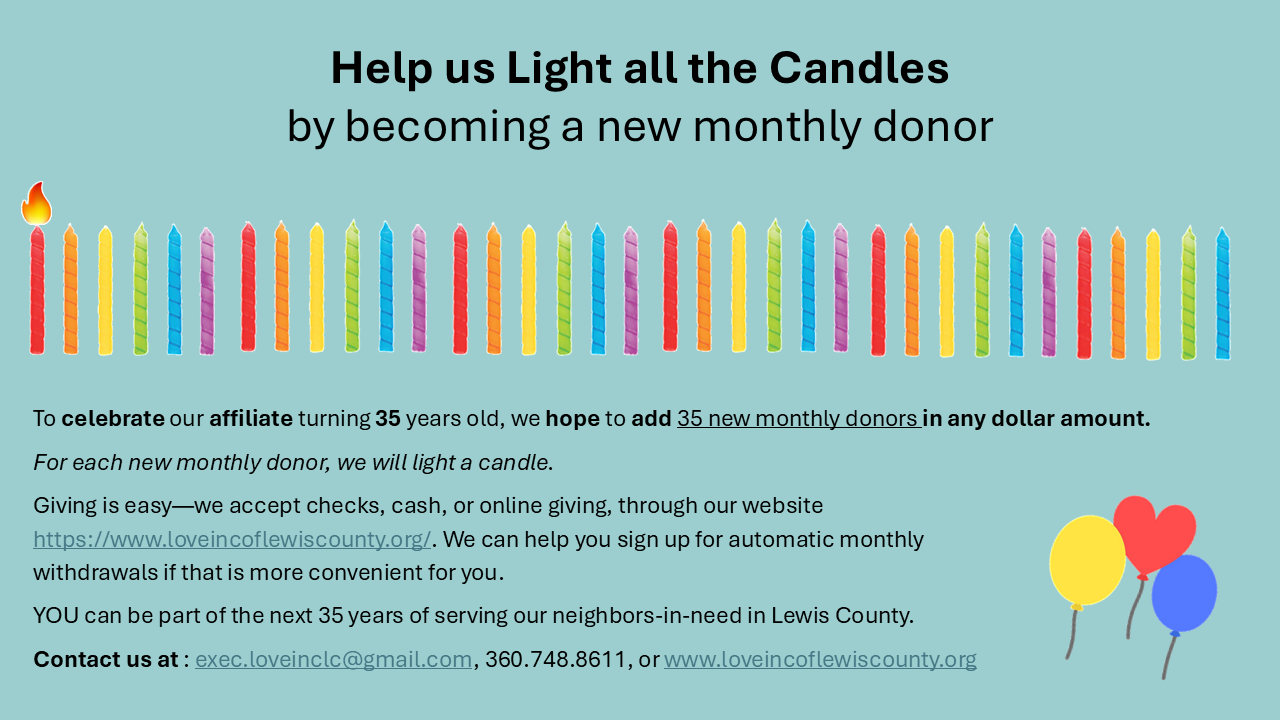 Help us Light all the Candles
by becoming a new monthly donor
To celebrate our affiliate turning 35 years old, we hope to add 35 new monthly donors in any dollar amount.
For each new monthly donor, we will light a candle.
Giving is easy—we accept checks, cash, or online giving, through our website
https://www.loveincoflewiscounty.org/. We can help you sign up for automatic monthly
withdrawals if that is more convenient for you.
YOU can be part of the next 35 years of serving our neighbors-in-need in Lewis County.
Contact us at : exec.loveinclc@gmail.com, 360.748.8611, or www.loveincoflewiscounty.org